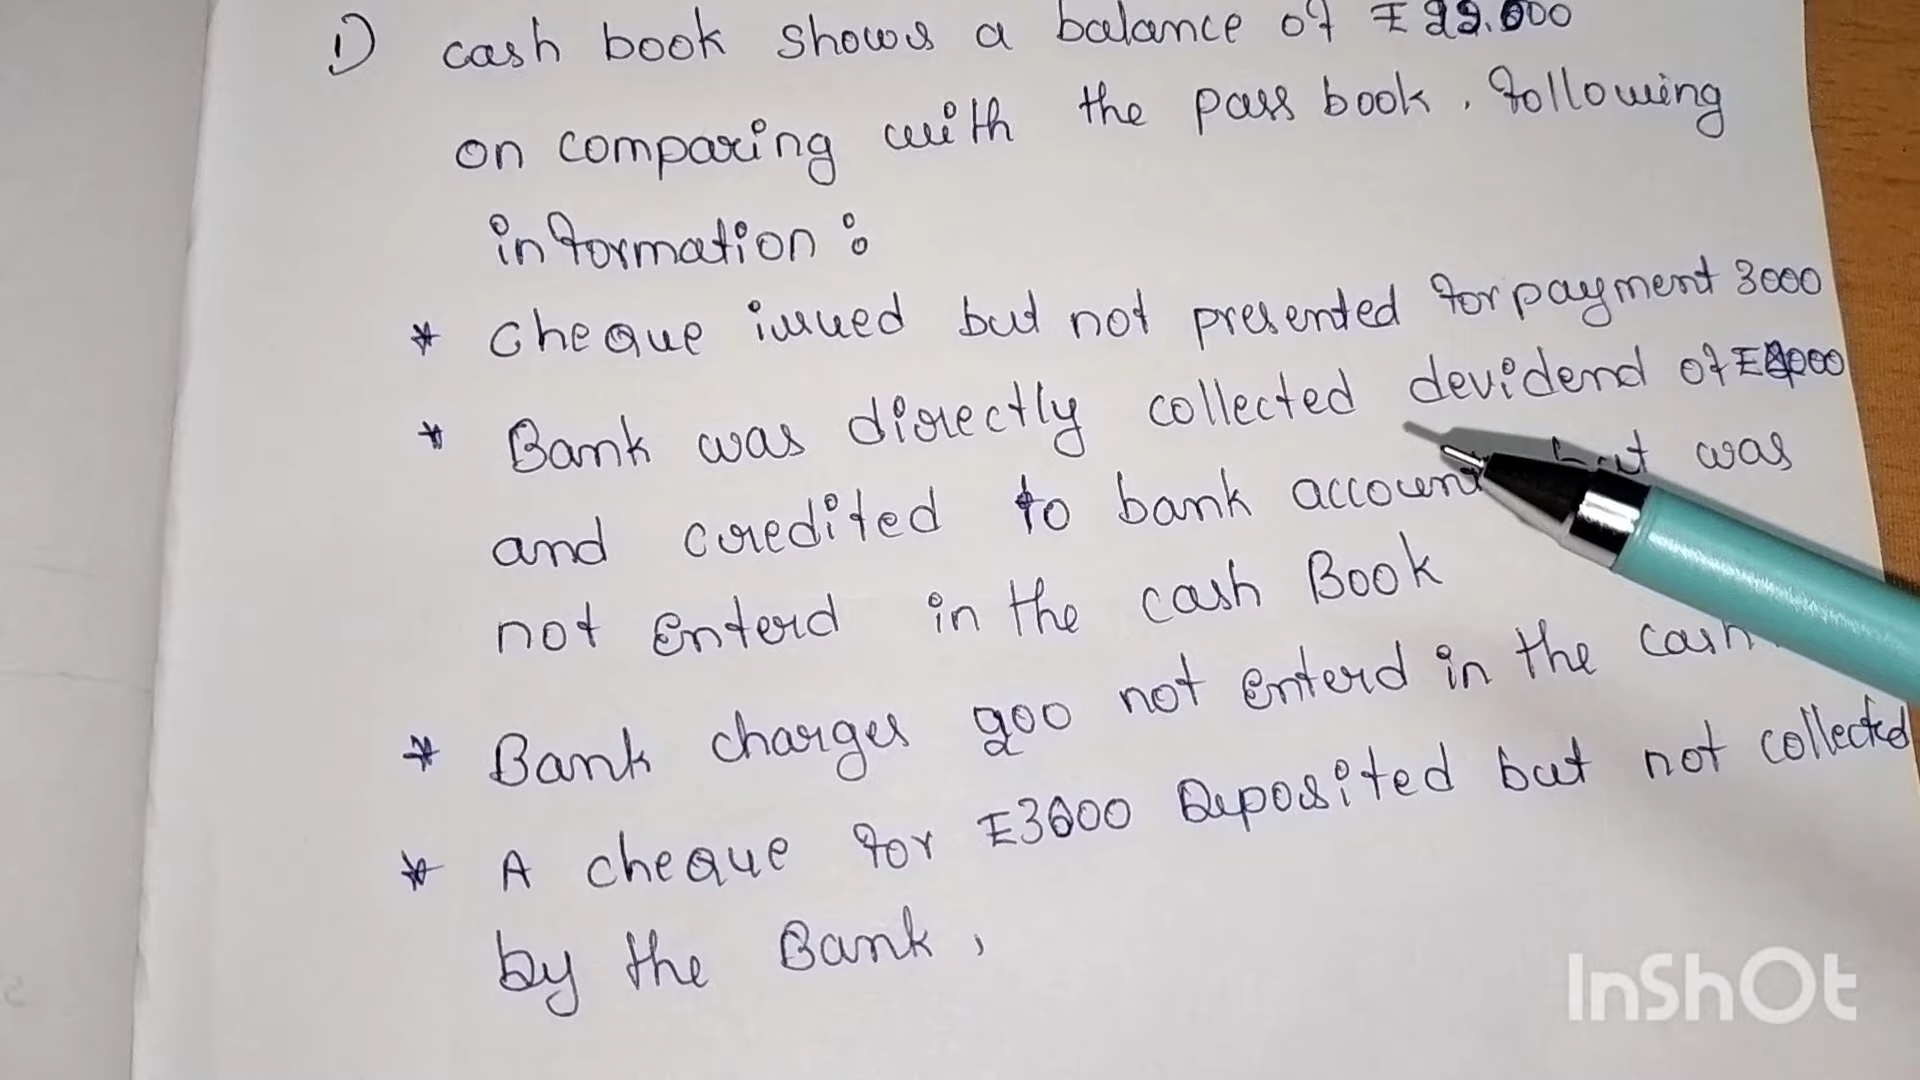 1) cash book shows a balance of ₹
on comparing with the pass book. following
information :
* cheque issued but not presented for payment 3000
* Bank was directly collected devidend of
and credited to bank account but was
not Enterd in the cash Book
* Bank charges 200 not enterd in the cash
* A cheque for ₹3000 Deposited but not collected
by the Bank,
InShOt